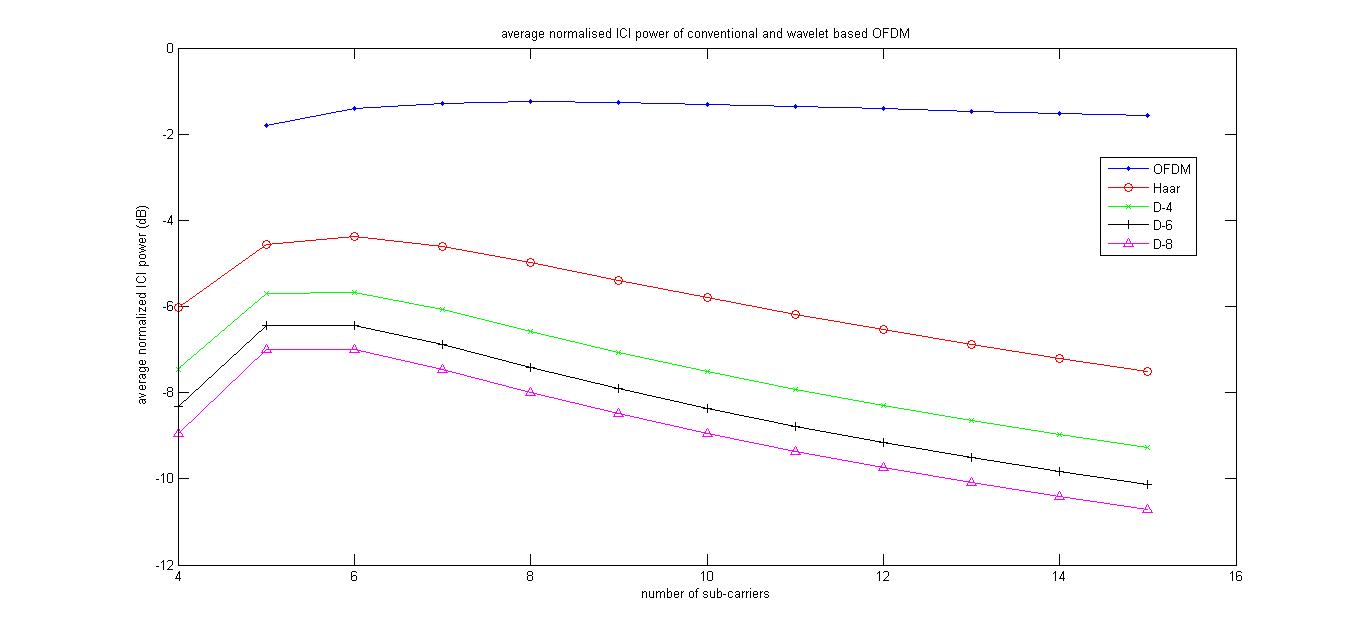 average normalised ICI power of conventional and wavelet based OFDM
average normalized ICI power (dB)
0
-2
-4
-6
-8
-10
-12
OFDM
Haar
D-4
D-6
D-8
4 6 8 10 12 14 16
number of sub-carriers